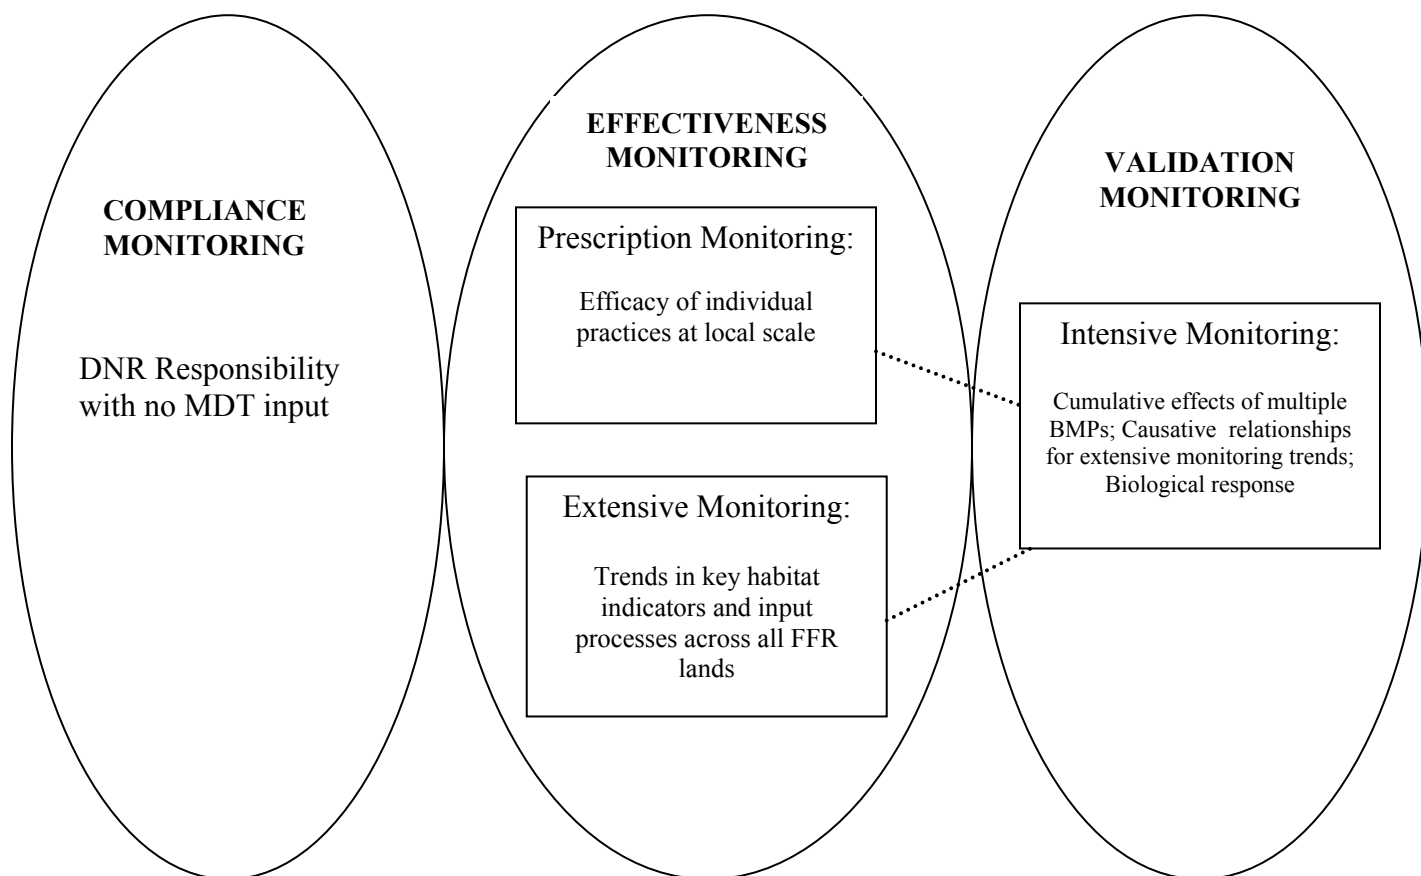 COMPLIANCE
MONITORING
DNR Responsibility
with no MDT input
EFFECTIVENESS
MONITORING
Prescription Monitoring:
Efficacy of individual
practices at local scale
Extensive Monitoring:
Trends in key habitat
indicators and input
processes across all FFR
lands
VALIDATION
MONITORING
Intensive Monitoring:
Cumulative effects of multiple
BMPs; Causative relationships
for extensive monitoring trends;
Biological response